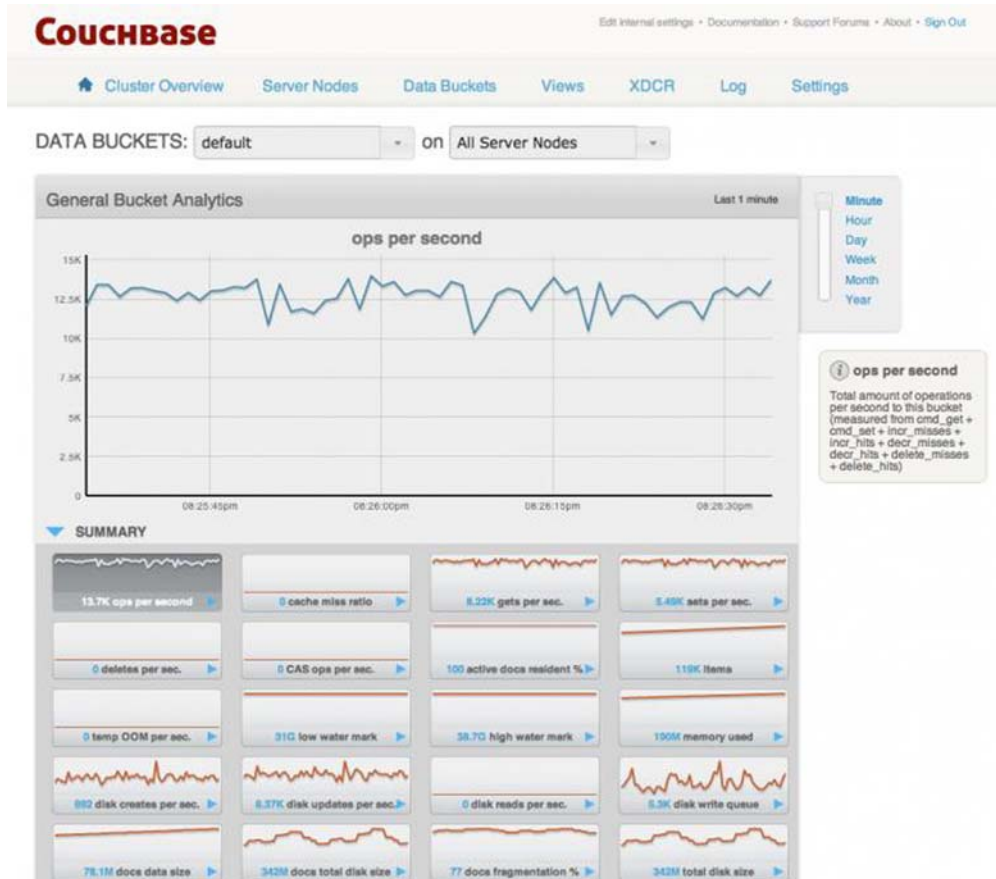 COUCHBASE
Edit internal settings • Documentation • Support Forums • About • Sign Out
Cluster Overview Server Nodes Data Buckets Views XDCR Log Settings
DATA BUCKETS: default on All Server Nodes
General Bucket Analytics Last 1 minute
Minute
Hour
Day
Week
Month
Year
ops per second
15K
12.5K
10K
7.5K
5K
2.5K
0
08:25:45pm 08:26:00pm 08:26:15pm 08:26:30pm
i ops per second
Total amount of operations
per second to this bucket
(measured from cmd_get +
cmd_set + incr_misses +
incr_hits + decr_misses +
decr_hits + delete_misses
+ delete_hits)
SUMMARY
13.7K ops per second 0 cache miss ratio 8.22K gets per sec. 5.49K sets per sec.
0 deletes per sec. 0 CAS ops per sec. 100 active docs resident % 119K items
0 temp OOM per sec. 31G low water mark 38.7G high water mark 190M memory used
892 disk creates per sec. 8.37K disk updates per sec. 0 disk reads per sec. 5.3K disk write queue
78.1M docs data size 342M docs total disk size 77 docs fragmentation % 342M total disk size